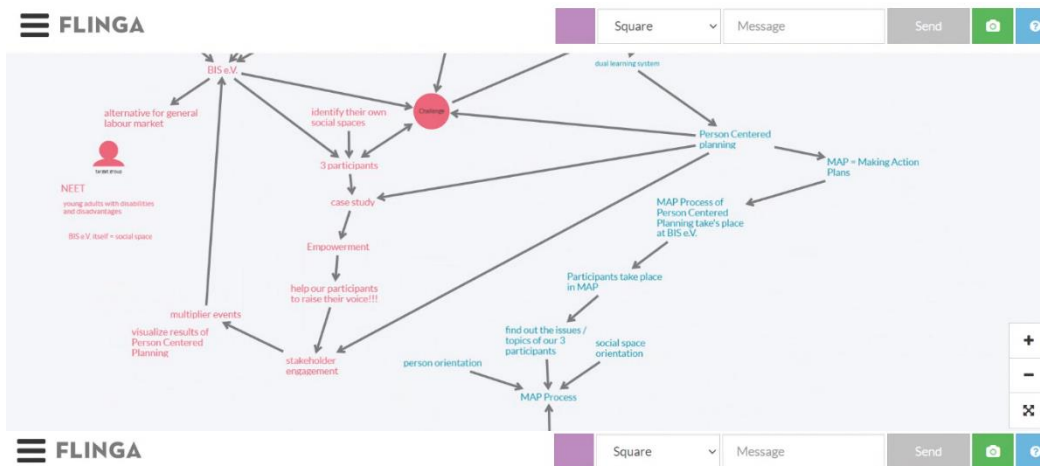 FLINGA
Square
Message
Send
dual learning system
BIS e.V.
alternative for general
labour market
identify their own
social spaces
Challenge
Person Centered
planning
3 participants
MAP = Making Action
Plans
NEET
young adults with disabilities
and disadvantages
case study
MAP Process of
Person Centered
Planning take's place
at BIS e.V.
BIS e.V. itself = social space
Empowerment
Participants take place
in MAP
help our participants
to raise their voice!!!
multiplier events
visualize results of
Person Centered
Planning
find out the issues /
topics of our 3
participants
social space
orientation
stakeholder
engagement
person orientation
MAP Process
FLINGA
Square
Message
Send